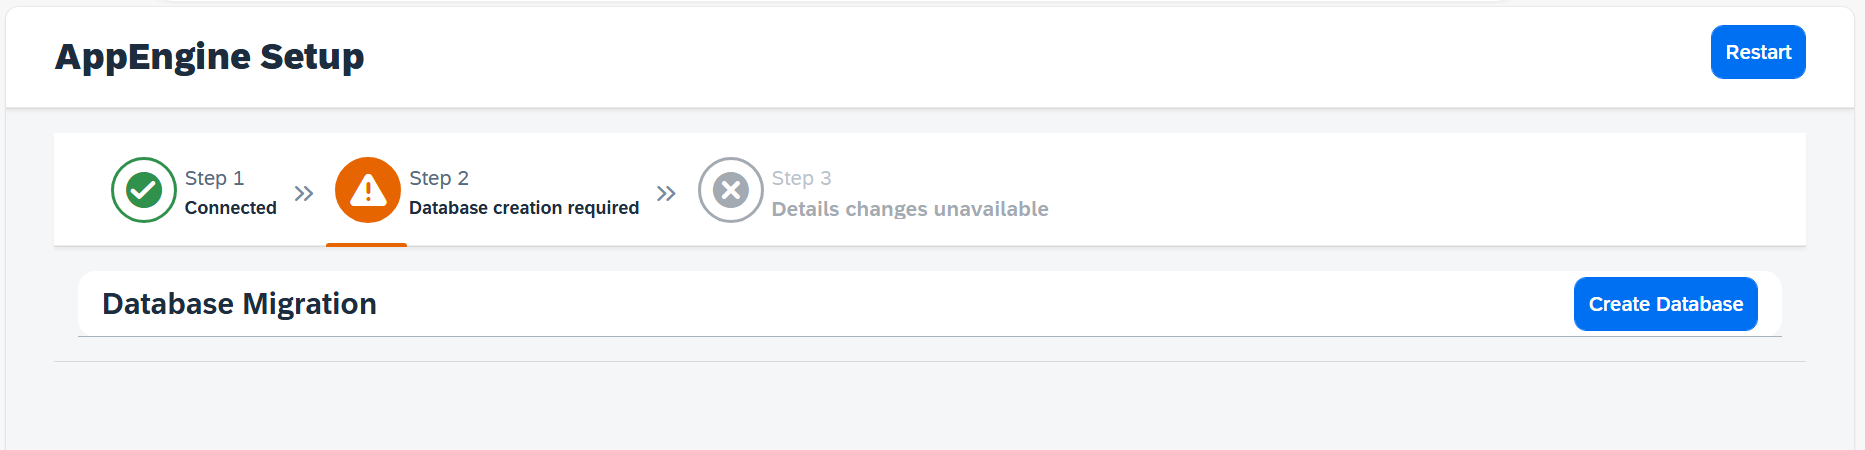 AppEngine Setup
Restart
Step 1
Connected
Step 2
Database creation required
Step 3
Details changes unavailable
Database Migration
Create Database